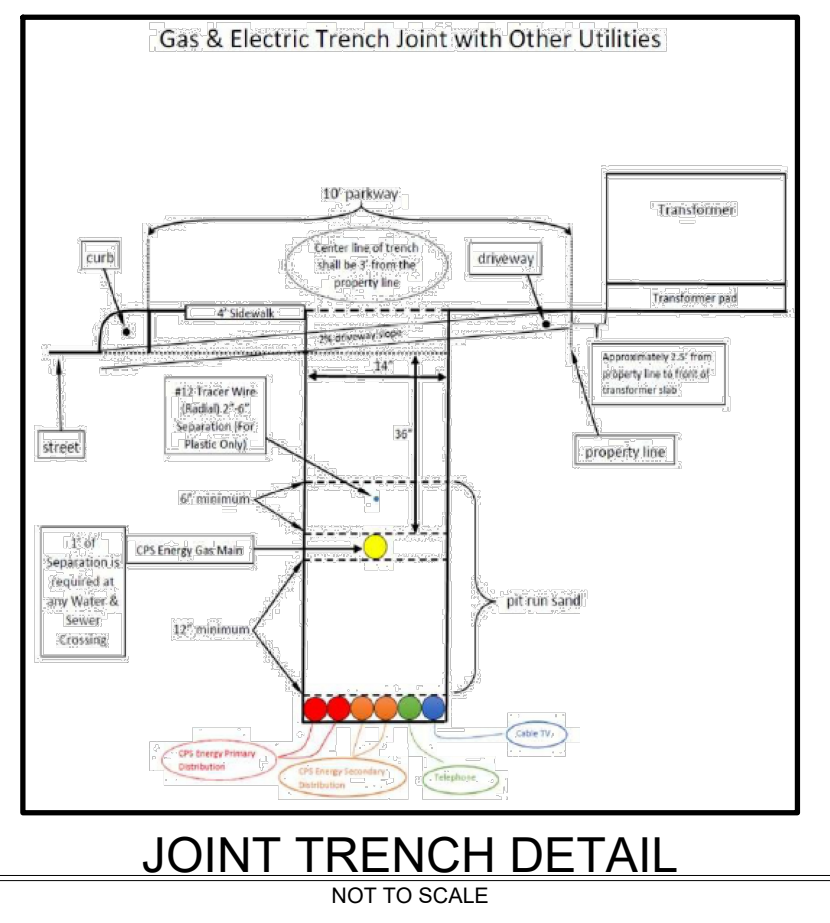 Gas & Electric Trench Joint with Other Utilities
10' parkway
Transformer
curb
Center line of trench
shall be 3' from the
property line
driveway
Transformer pad
4' Sidewalk
2% driveway slope
14"
Approximately 2.5' from
property line to front of
transformer slab
#12 Tracer Wire
(Radial) 2"-6"
Separation (For
Plastic Only)
36"
street
property line
6" minimum
1' of
Separation is
required at
any Water &
Sewer
Crossing
CPS Energy Gas Main
pit run sand
12" minimum
Cable TV
CPS Energy Primary
Distribution
CPS Energy Secondary
Distribution
Telephone
JOINT TRENCH DETAIL
NOT TO SCALE